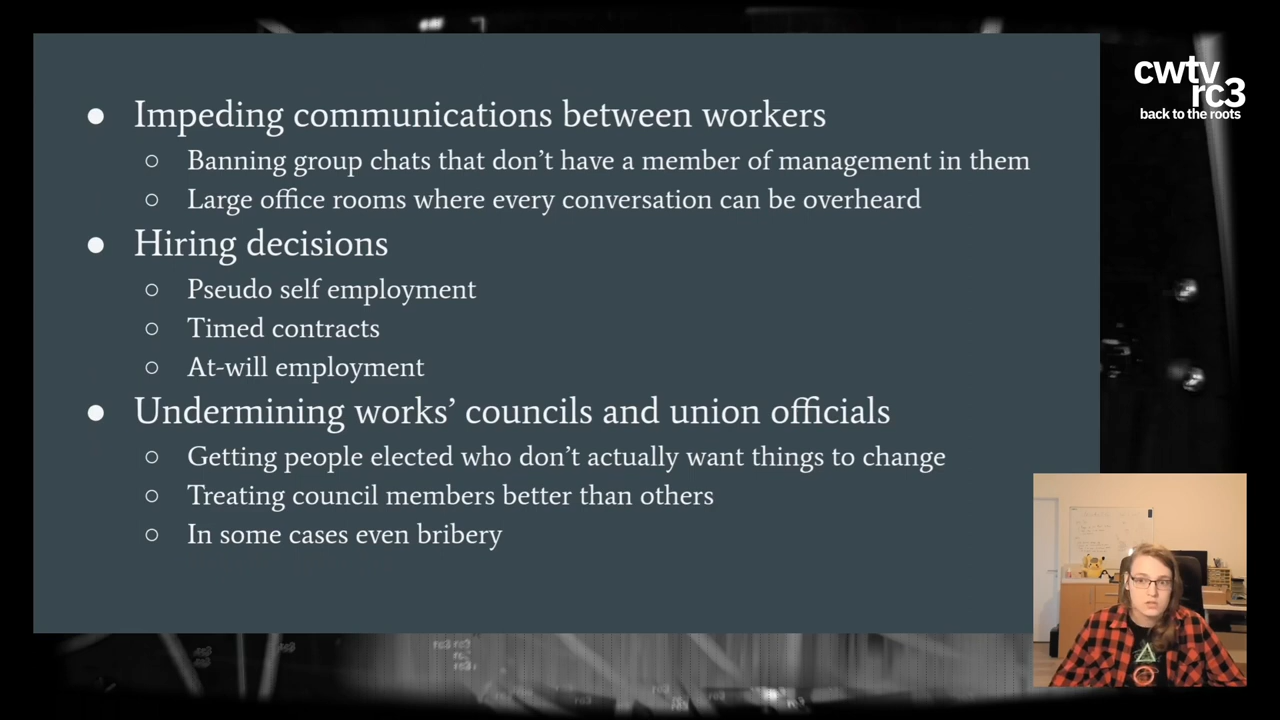 ● Impeding communications between workers
○ Banning group chats that don't have a member of management in them
○ Large office rooms where every conversation can be overheard
● Hiring decisions
○ Pseudo self employment
○ Timed contracts
○ At-will employment
● Undermining works’ councils and union officials
○ Getting people elected who don’t actually want things to change
○ Treating council members better than others
○ In some cases even bribery
cwtv
rc3
back to the roots
rc3 rc3
rc3